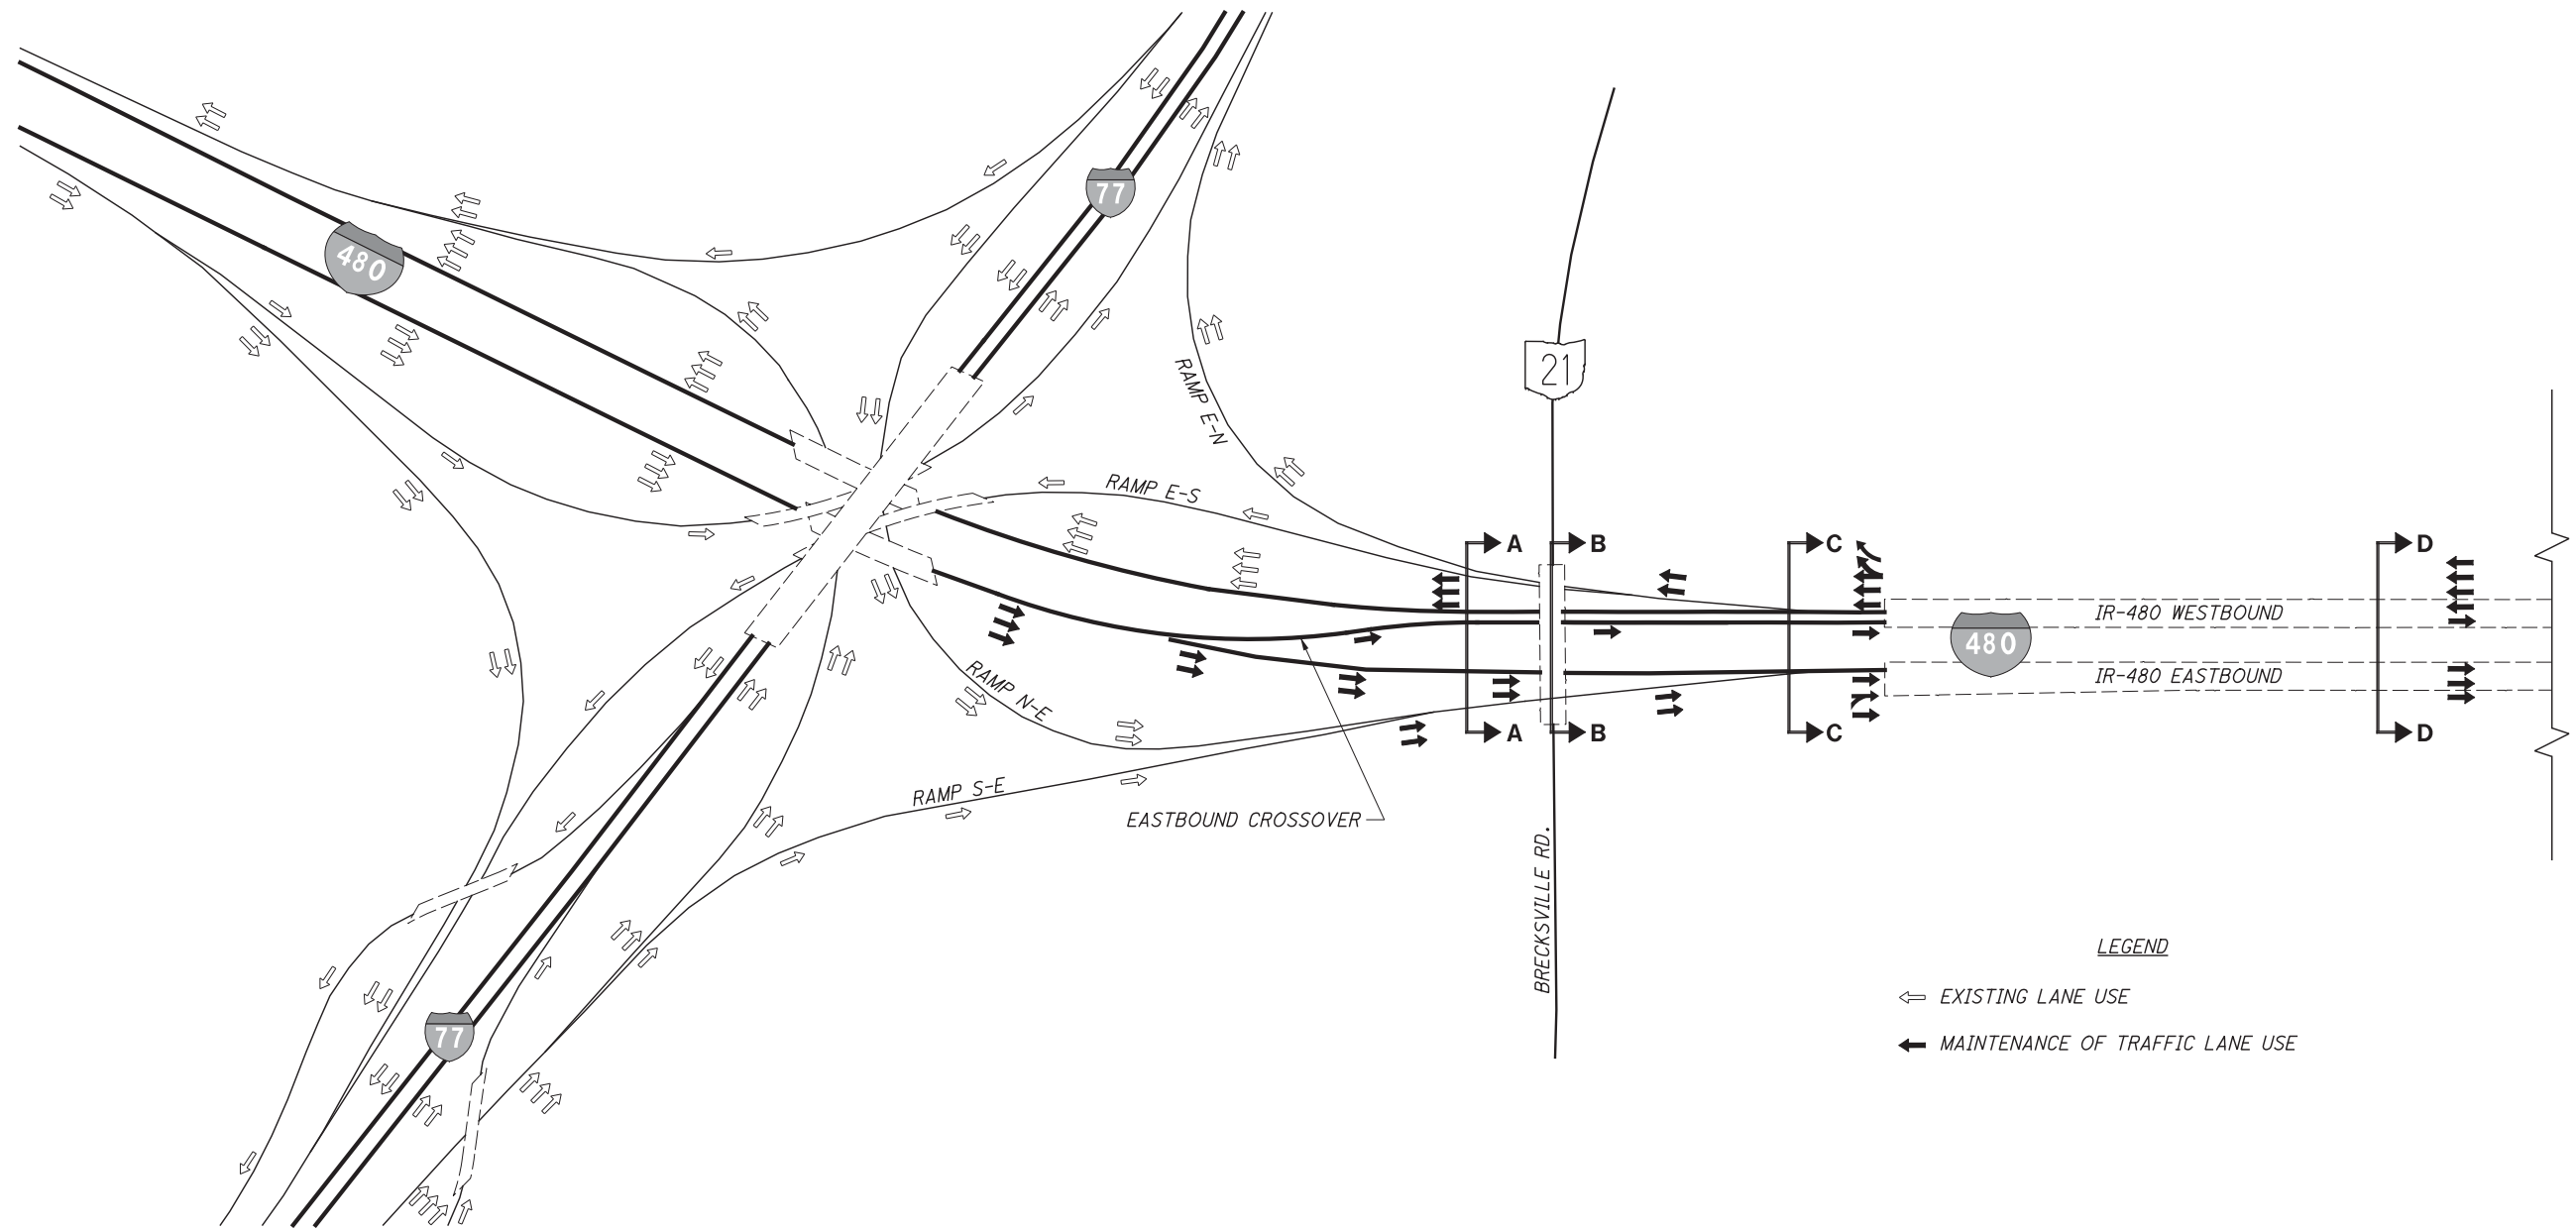 77
480
21
RAMP E-N
RAMP E-S
A
B
C
D
IR-480 WESTBOUND
480
IR-480 EASTBOUND
RAMP N-E
A
B
C
D
RAMP S-E
EASTBOUND CROSSOVER
BRECKSVILLE RD.
LEGEND
EXISTING LANE USE
77
MAINTENANCE OF TRAFFIC LANE USE